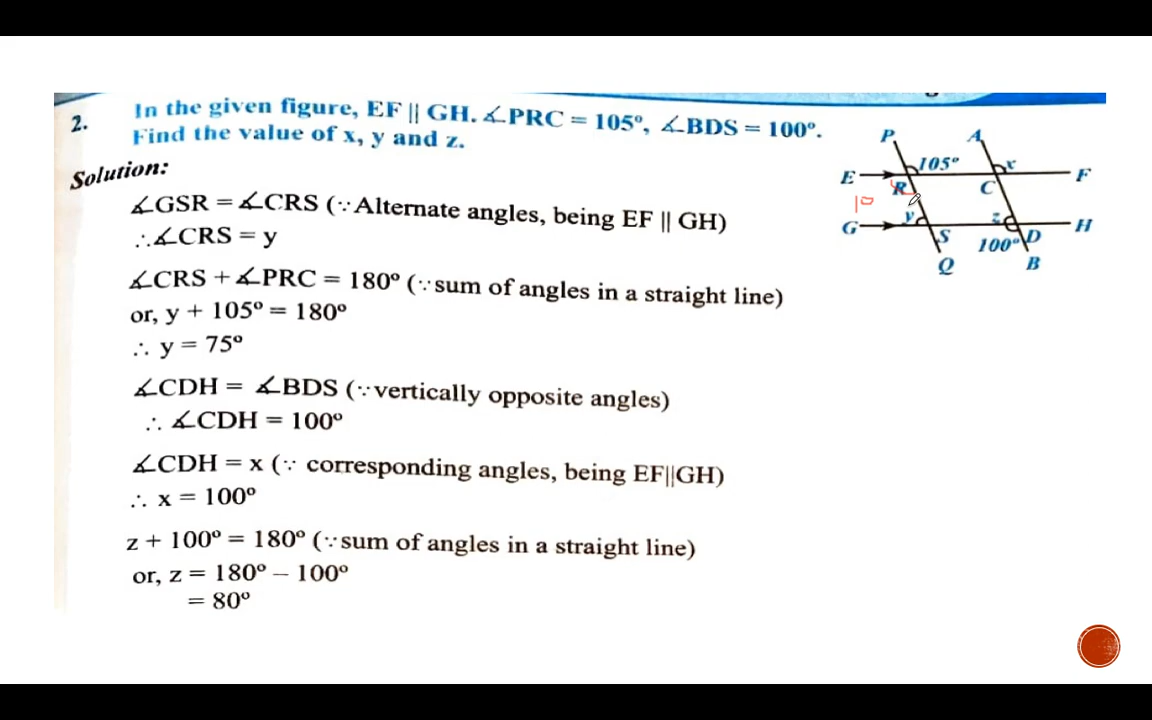 2.
In the given figure, EF || GH. ∡PRC = 105°, ∡BDS = 100°.
Find the value of x, y and z.
Solution:
∡GSR = ∡CRS (∵Alternate angles, being EF || GH)
∴∡CRS = y
∡CRS + ∡PRC = 180° (∵sum of angles in a straight line)
or, y + 105° = 180°
∴ y = 75°
∡CDH = ∡BDS (∵vertically opposite angles)
∴ ∡CDH = 100°
∡CDH = x (∵ corresponding angles, being EF||GH)
∴ x = 100°
z + 100° = 180° (∵sum of angles in a straight line)
or, z = 180° – 100°
= 80°
P A
105° x
E R C F
G y S z D H
100°
Q B